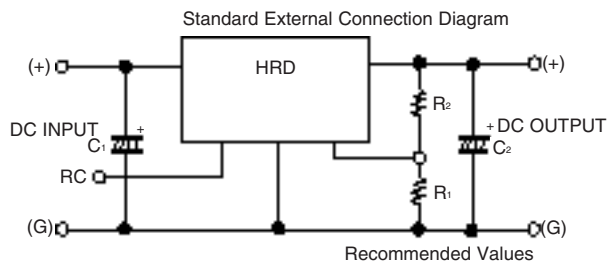 Standard External Connection Diagram
(+)
HRD
(+)
R2
DC INPUT
+
C1
+
DC OUTPUT
C2
RC
R1
(G)
(G)
Recommended Values